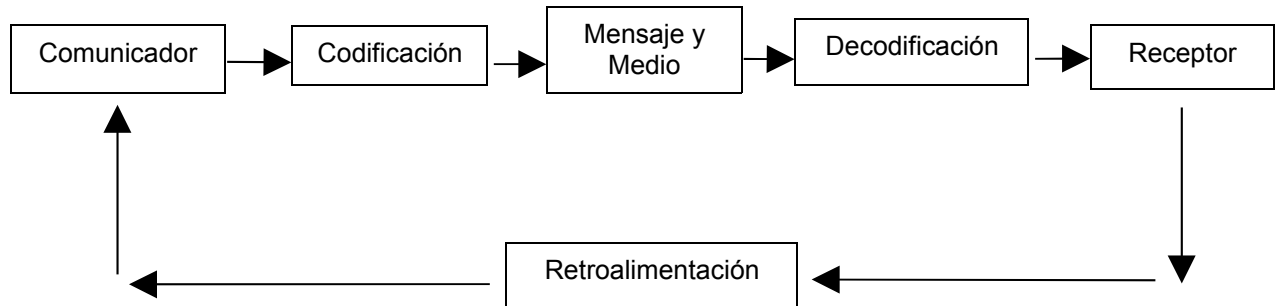 Comunicador
Codificación
Mensaje y
Medio
Decodificación
Receptor
Retroalimentación